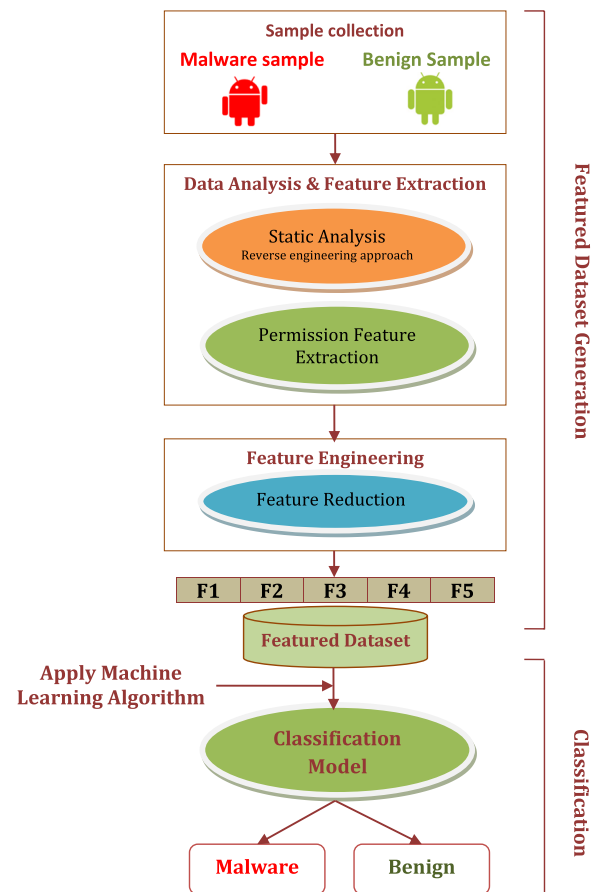 Sample collection
Malware sample
Benign Sample
Data Analysis & Feature Extraction
Static Analysis
Reverse engineering approach
Permission Feature
Extraction
Feature Engineering
Feature Reduction
F1 F2 F3 F4 F5
Featured Dataset
Featured Dataset Generation
Apply Machine
Learning Algorithm
Classification
Model
Malware
Benign
Classification